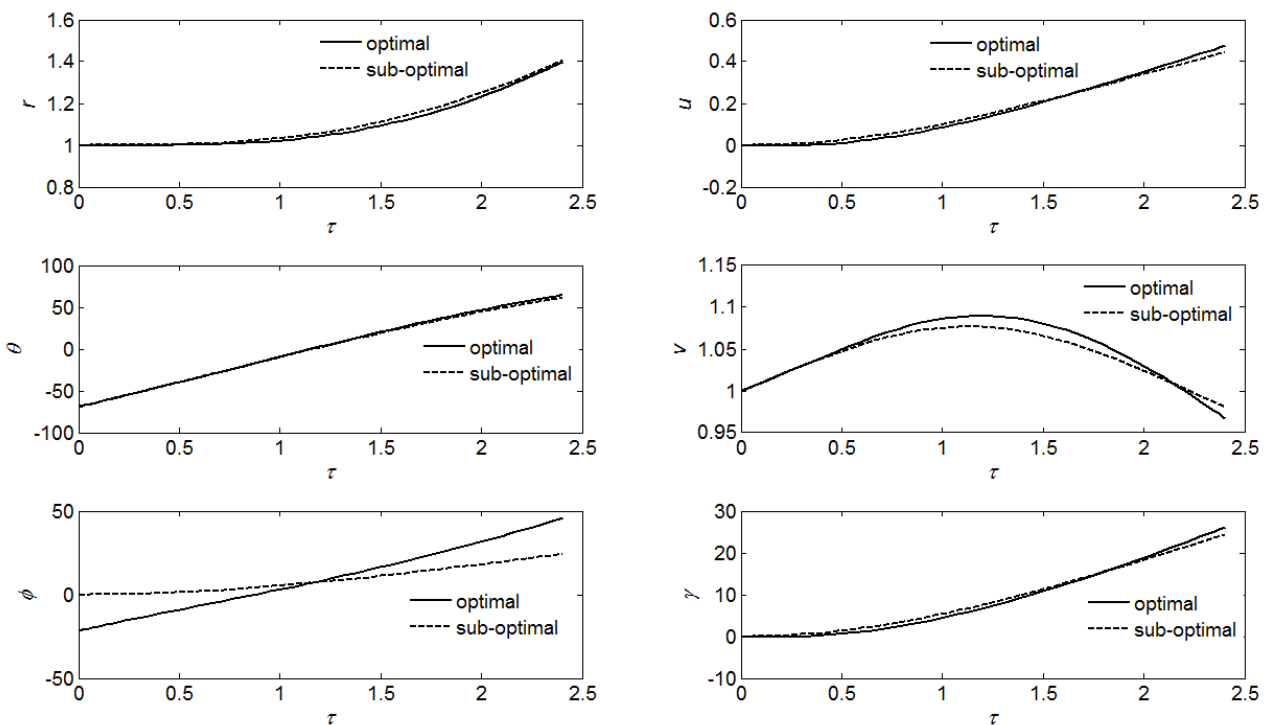 1.6
1.4
1.2
1
0.8
r
optimal
sub-optimal
0 0.5 1 1.5 2 2.5
τ
0.6
0.4
0.2
0
-0.2
u
optimal
sub-optimal
0 0.5 1 1.5 2 2.5
τ
100
50
0
-50
-100
θ
optimal
sub-optimal
0 0.5 1 1.5 2 2.5
τ
1.15
1.1
1.05
1
0.95
v
optimal
sub-optimal
0 0.5 1 1.5 2 2.5
τ
50
0
-50
ϕ
optimal
sub-optimal
0 0.5 1 1.5 2 2.5
τ
30
20
10
0
-10
γ
optimal
sub-optimal
0 0.5 1 1.5 2 2.5
τ